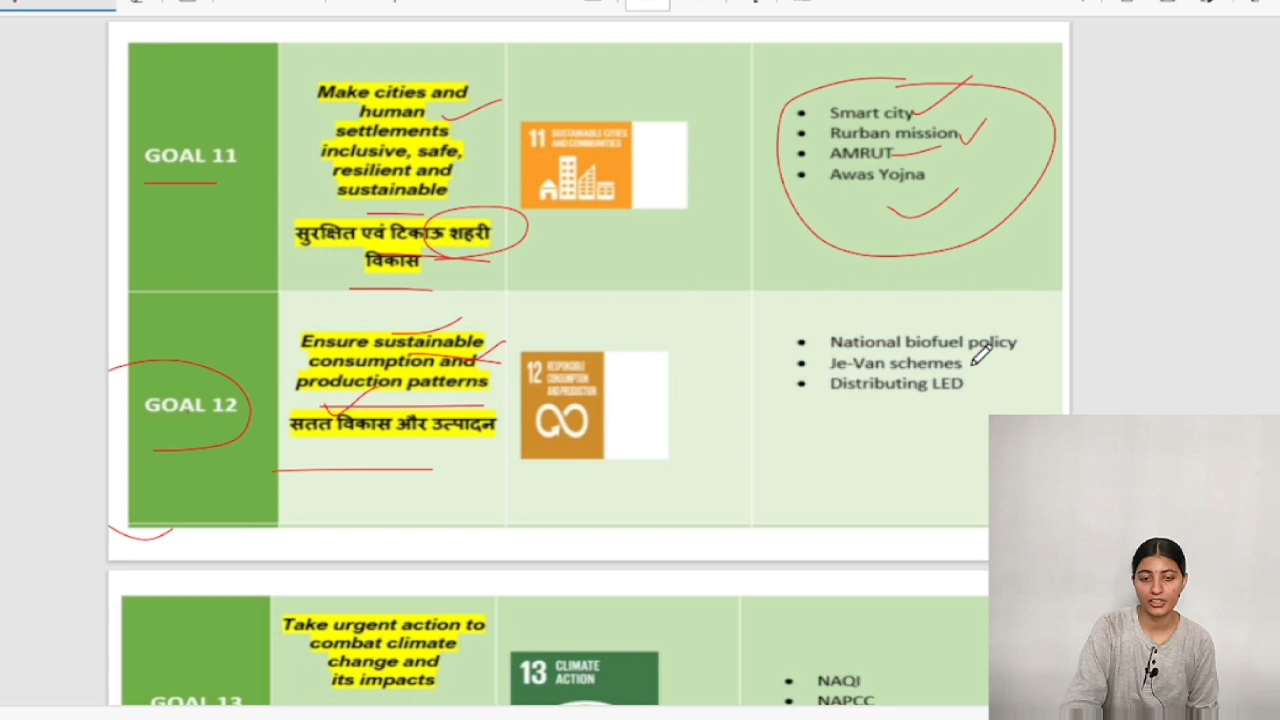 GOAL 11
Make cities and
human
settlements
inclusive, safe,
resilient and
sustainable
सुरक्षित एवं टिकाऊ शहरी
विकास
11 SUSTAINABLE CITIES
AND COMMUNITIES
• Smart city
• Rurban mission
• AMRUT
• Awas Yojna
GOAL 12
Ensure sustainable
consumption and
production patterns
सतत विकास और उत्पादन
12 RESPONSIBLE
CONSUMPTION
AND PRODUCTION
• National biofuel policy
• Je-Van schemes
• Distributing LED
GOAL 13
Take urgent action to
combat climate
change and
its impacts
13 CLIMATE
ACTION
• NAQI
• NAPCC